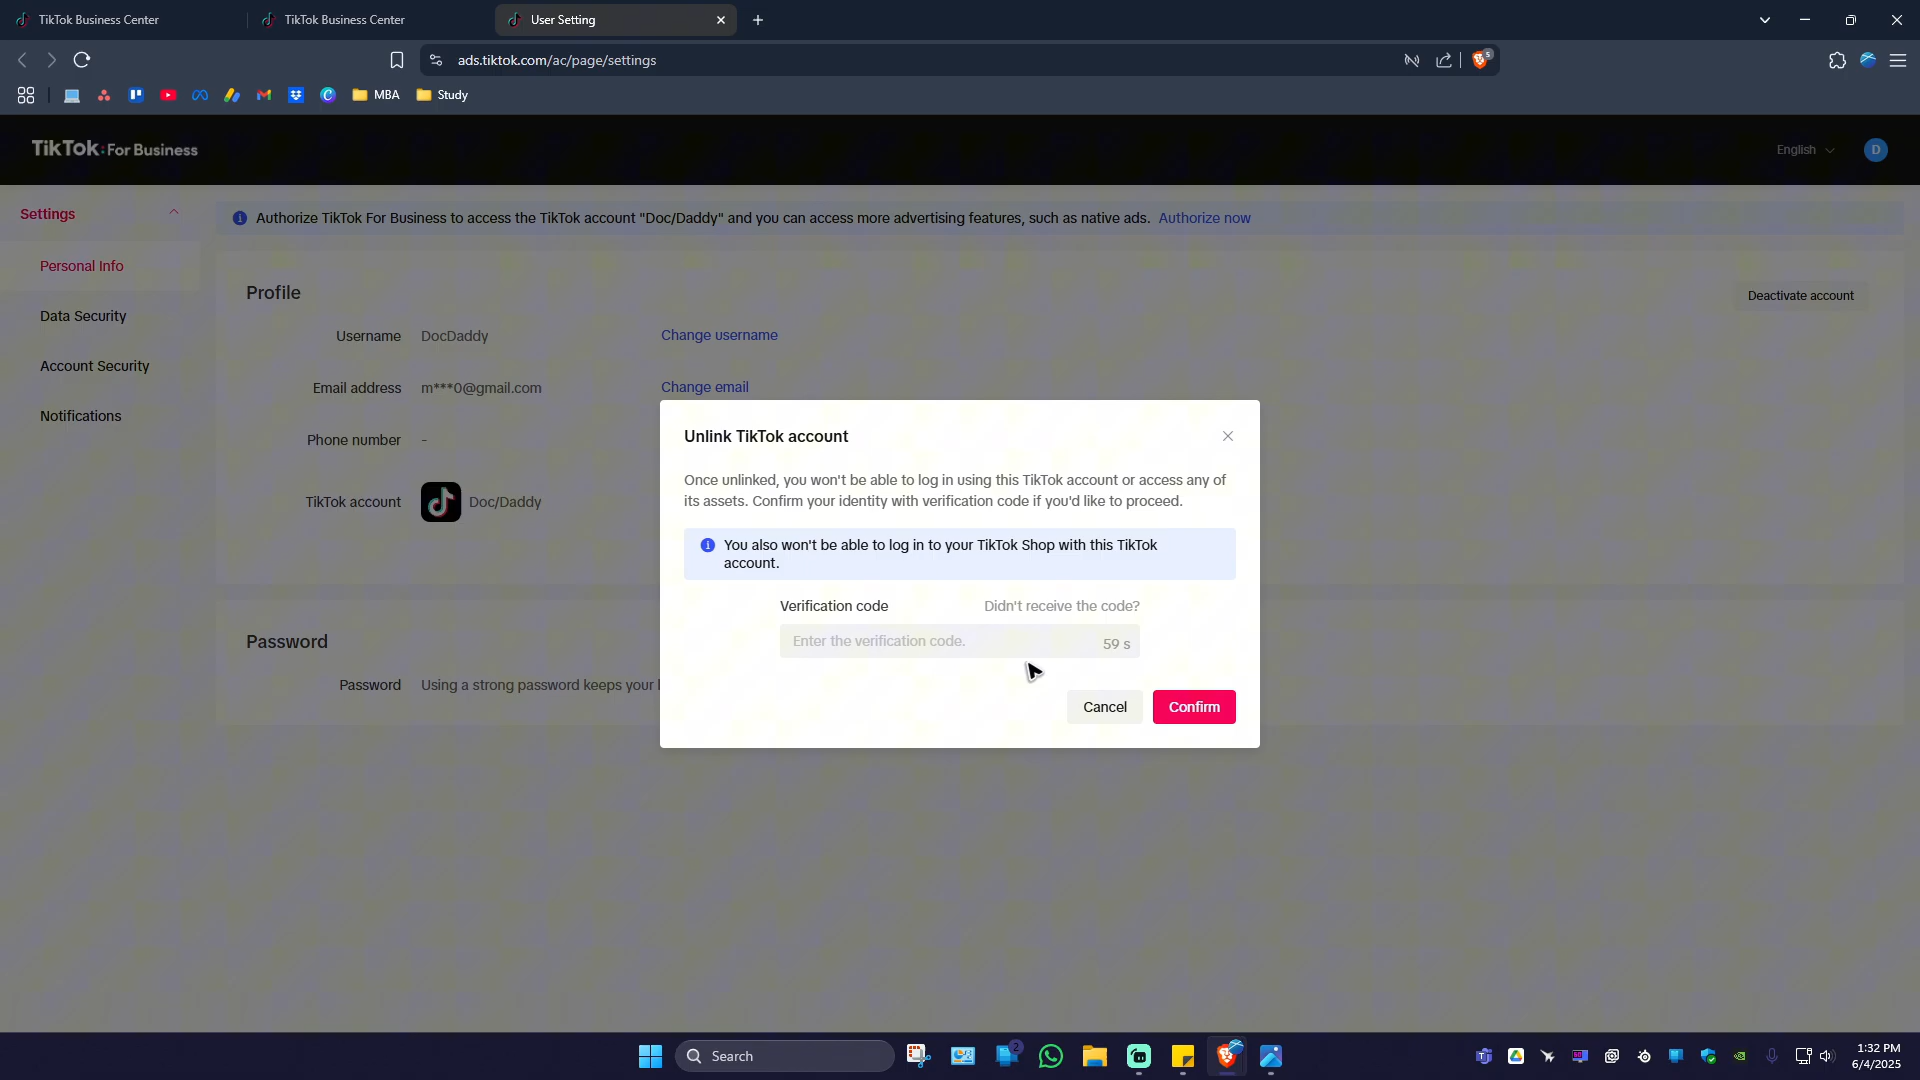 TikTok Business Center
TikTok Business Center
User Setting
ads.tiktok.com/ac/page/settings
5
MBA
Study
TikTok: For Business
English
D
Settings
Authorize TikTok For Business to access the TikTok account "Doc/Daddy" and you can access more advertising features, such as native ads. Authorize now
Personal Info
Data Security
Account Security
Notifications
Profile
Deactivate account
Username DocDaddy Change username
Email address m***0@gmail.com Change email
Phone number -
TikTok account Doc/Daddy
Unlink TikTok account
Once unlinked, you won't be able to log in using this TikTok account or access any of
its assets. Confirm your identity with verification code if you'd like to proceed.
You also won't be able to log in to your TikTok Shop with this TikTok
account.
Verification code Didn't receive the code?
Enter the verification code. 59 s
Cancel Confirm
Password
Password Using a strong password keeps your
Search
2
1:32 PM
6/4/2025